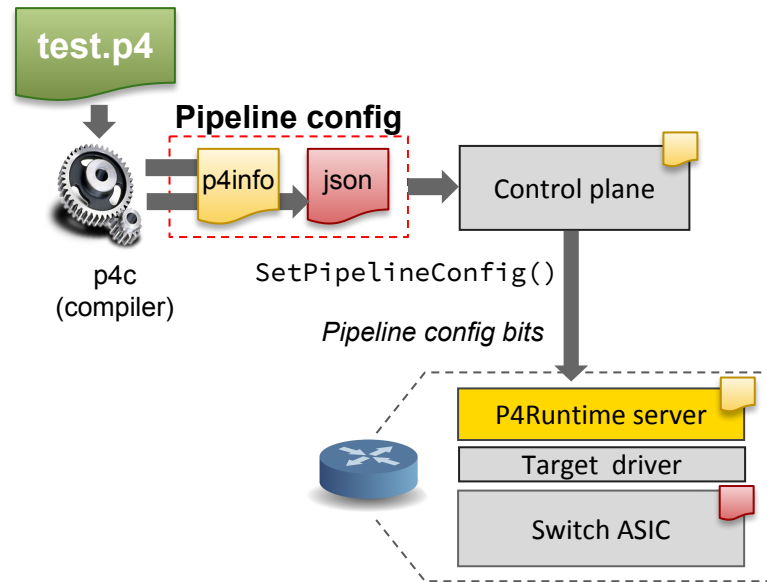 test.p4
Pipeline config
p4info
json
Control plane
p4c
(compiler)
SetPipelineConfig()
Pipeline config bits
P4Runtime server
Target driver
Switch ASIC